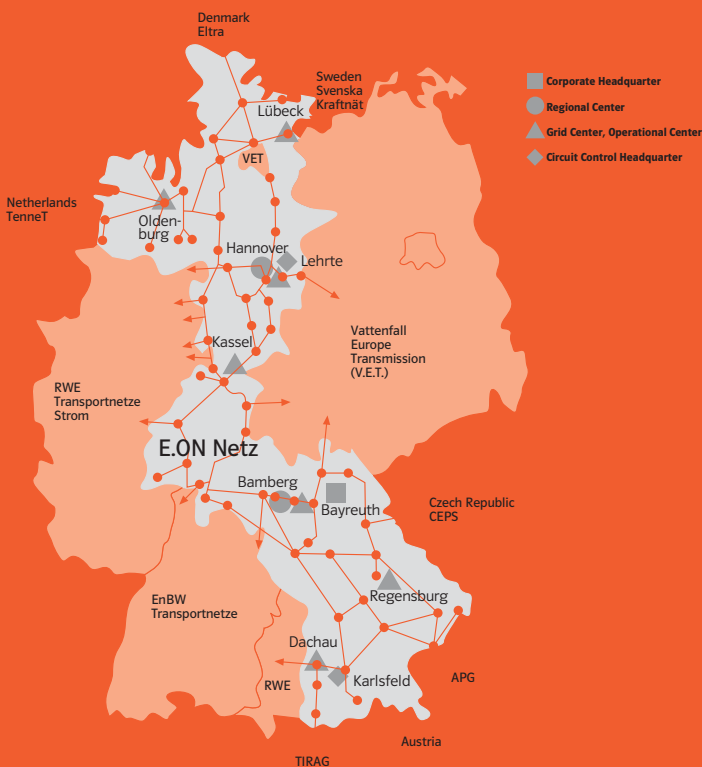 Denmark
Eltra
Sweden
Svenska
Kraftnät
Corporate Headquarter
Regional Center
Grid Center, Operational Center
Circuit Control Headquarter
Lübeck
VET
Netherlands
TenneT
Olden-
burg
Hannover
Lehrte
Kassel
Vattenfall
Europe
Transmission
(V.E.T.)
RWE
Transportnetze
Strom
E.ON Netz
Bamberg
Bayreuth
Czech Republic
CEPS
EnBW
Transportnetze
Regensburg
Dachau
Karlsfeld
RWE
APG
Austria
TIRAG